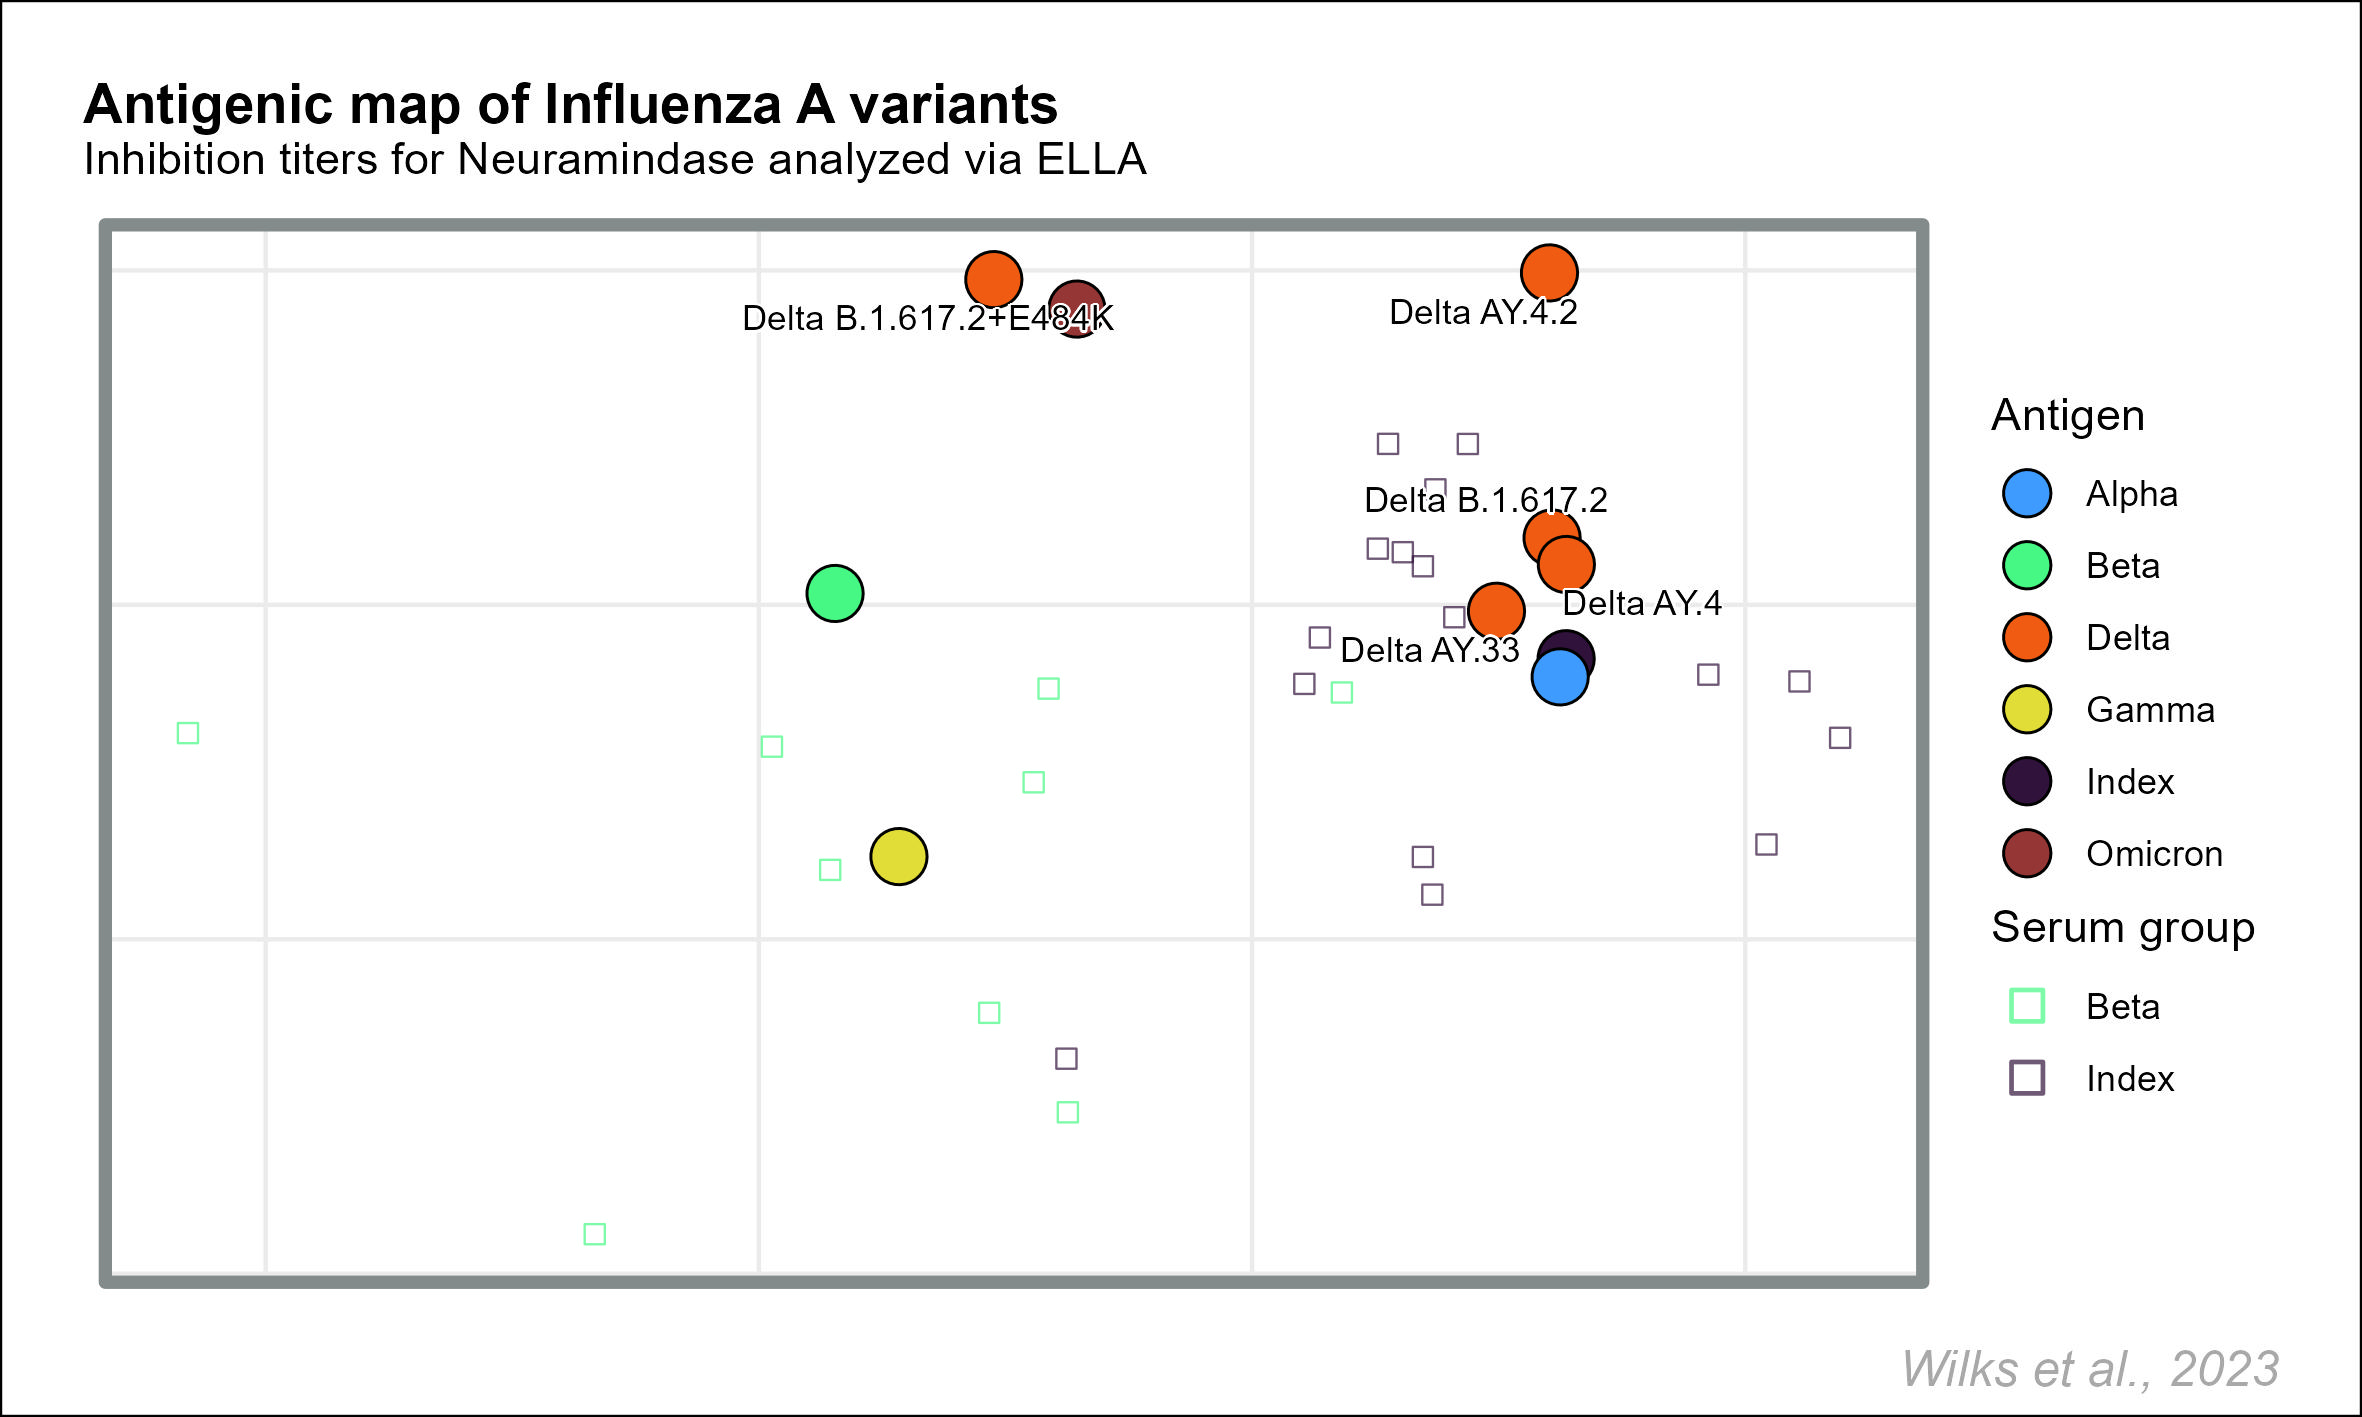 Antigenic map of Influenza A variants
Inhibition titers for Neuramindase analyzed via ELLA
Delta B.1.617.2+E484K
Delta AY.4.2
Delta B.1.617.2
Delta AY.4
Delta AY.33
Antigen
Alpha
Beta
Delta
Gamma
Index
Omicron
Serum group
Beta
Index
Wilks et al., 2023